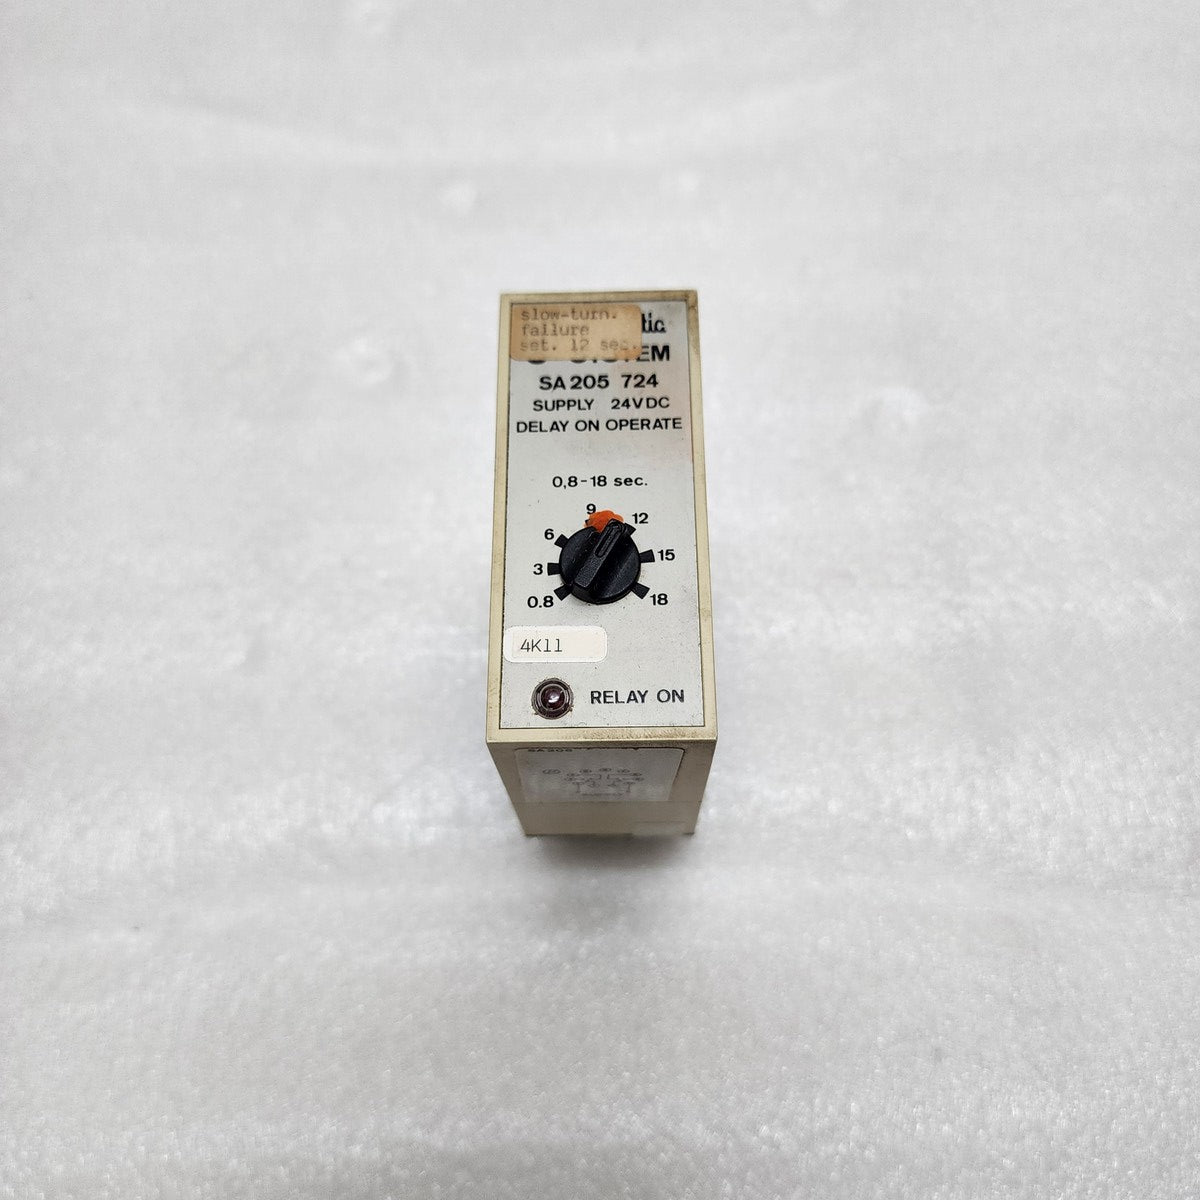 slow-turn.
failure
set. 12 sec.
SYSTEM
SA 205 724
SUPPLY 24VDC
DELAY ON OPERATE
0,8-18 sec.
9
12
6
15
3
0.8
18
4K11
RELAY ON